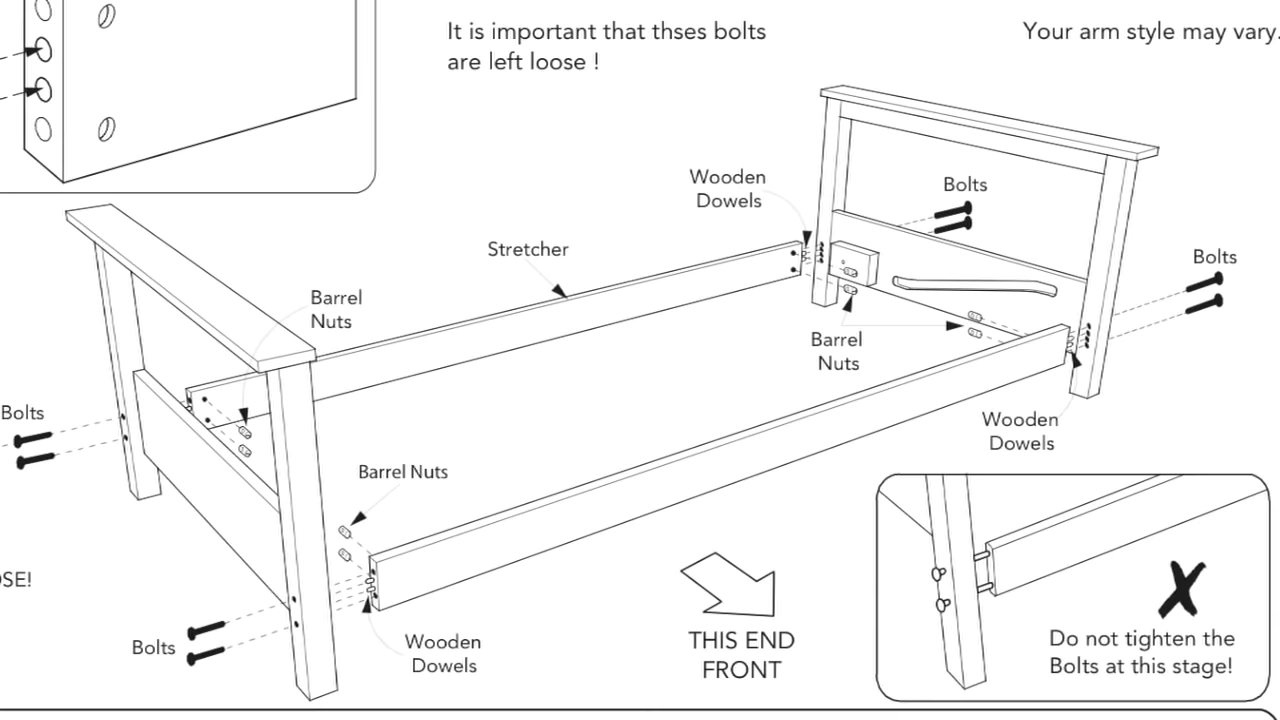 It is important that thses bolts
are left loose !
Your arm style may vary.
Wooden
Dowels
Bolts
Stretcher
Bolts
Barrel
Nuts
Barrel
Nuts
Bolts
Wooden
Dowels
Barrel Nuts
OSE!
Bolts
Wooden
Dowels
THIS END
FRONT
Do not tighten the
Bolts at this stage!